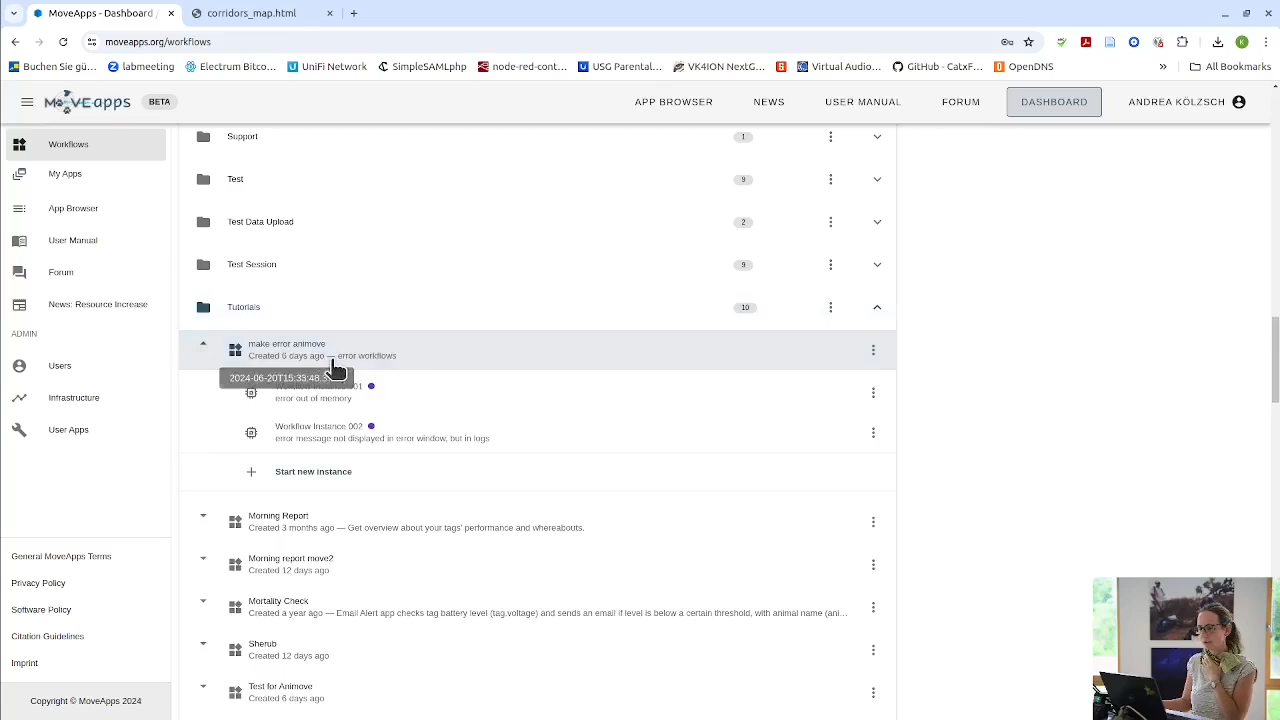 MoveApps - Dashboard /
corridors_map.html
moveapps.org/workflows
Buchen Sie gü...
labmeeting
Electrum Bitco...
UniFi Network
SimpleSAMLphp
node-red-cont...
USG Parental...
VK4ION NextG...
Virtual Audio...
GitHub - CatxF...
OpenDNS
All Bookmarks
MOVEapps
BETA
APP BROWSER
NEWS
USER MANUAL
FORUM
DASHBOARD
ANDREA KÖLZSCH
Workflows
My Apps
App Browser
User Manual
Forum
News: Resource Increase
ADMIN
Users
Infrastructure
User Apps
General MoveApps Terms
Privacy Policy
Software Policy
Citation Guidelines
Imprint
Copyright © MoveApps 2024
Support
1
Test
9
Test Data Upload
2
Test Session
9
Tutorials
10
make error animove
Created 6 days ago — error workflows
2024-06-20T15:33:48
error out of memory
Workflow Instance 002
error message not displayed in error window, but in logs
Start new instance
Morning Report
Created 3 months ago — Get overview about your tags' performance and whereabouts.
Morning report move2
Created 12 days ago
Mortality Check
Created a year ago — Email Alert app checks tag battery level (tag.voltage) and sends an email if level is below a certain threshold, with animal name (ani...
Sherub
Created 12 days ago
Test for Animove
Created 6 days ago